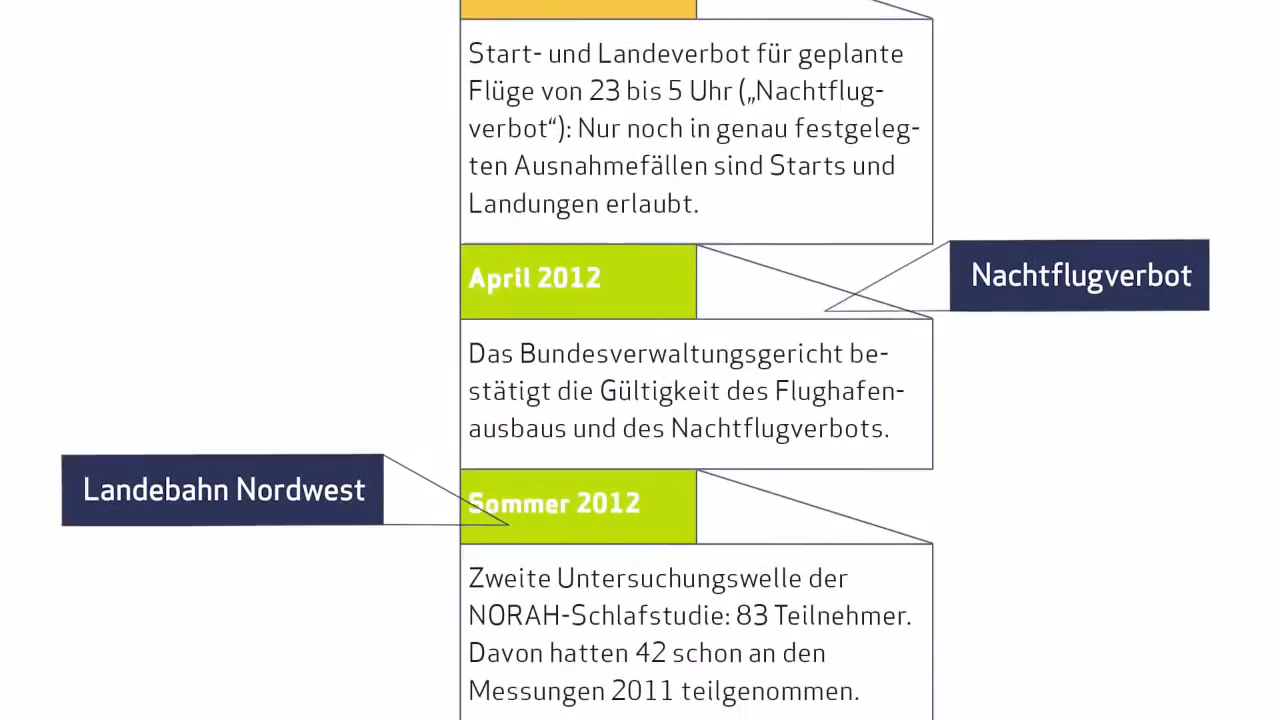 Start- und Landeverbot für geplante
Flüge von 23 bis 5 Uhr („Nachtflug-
verbot“): Nur noch in genau festgeleg-
ten Ausnahmefällen sind Starts und
Landungen erlaubt.
April 2012
Nachtflugverbot
Das Bundesverwaltungsgericht be-
stätigt die Gültigkeit des Flughafen-
ausbaus und des Nachtflugverbots.
Landebahn Nordwest
Sommer 2012
Zweite Untersuchungswelle der
NORAH-Schlafstudie: 83 Teilnehmer.
Davon hatten 42 schon an den
Messungen 2011 teilgenommen.